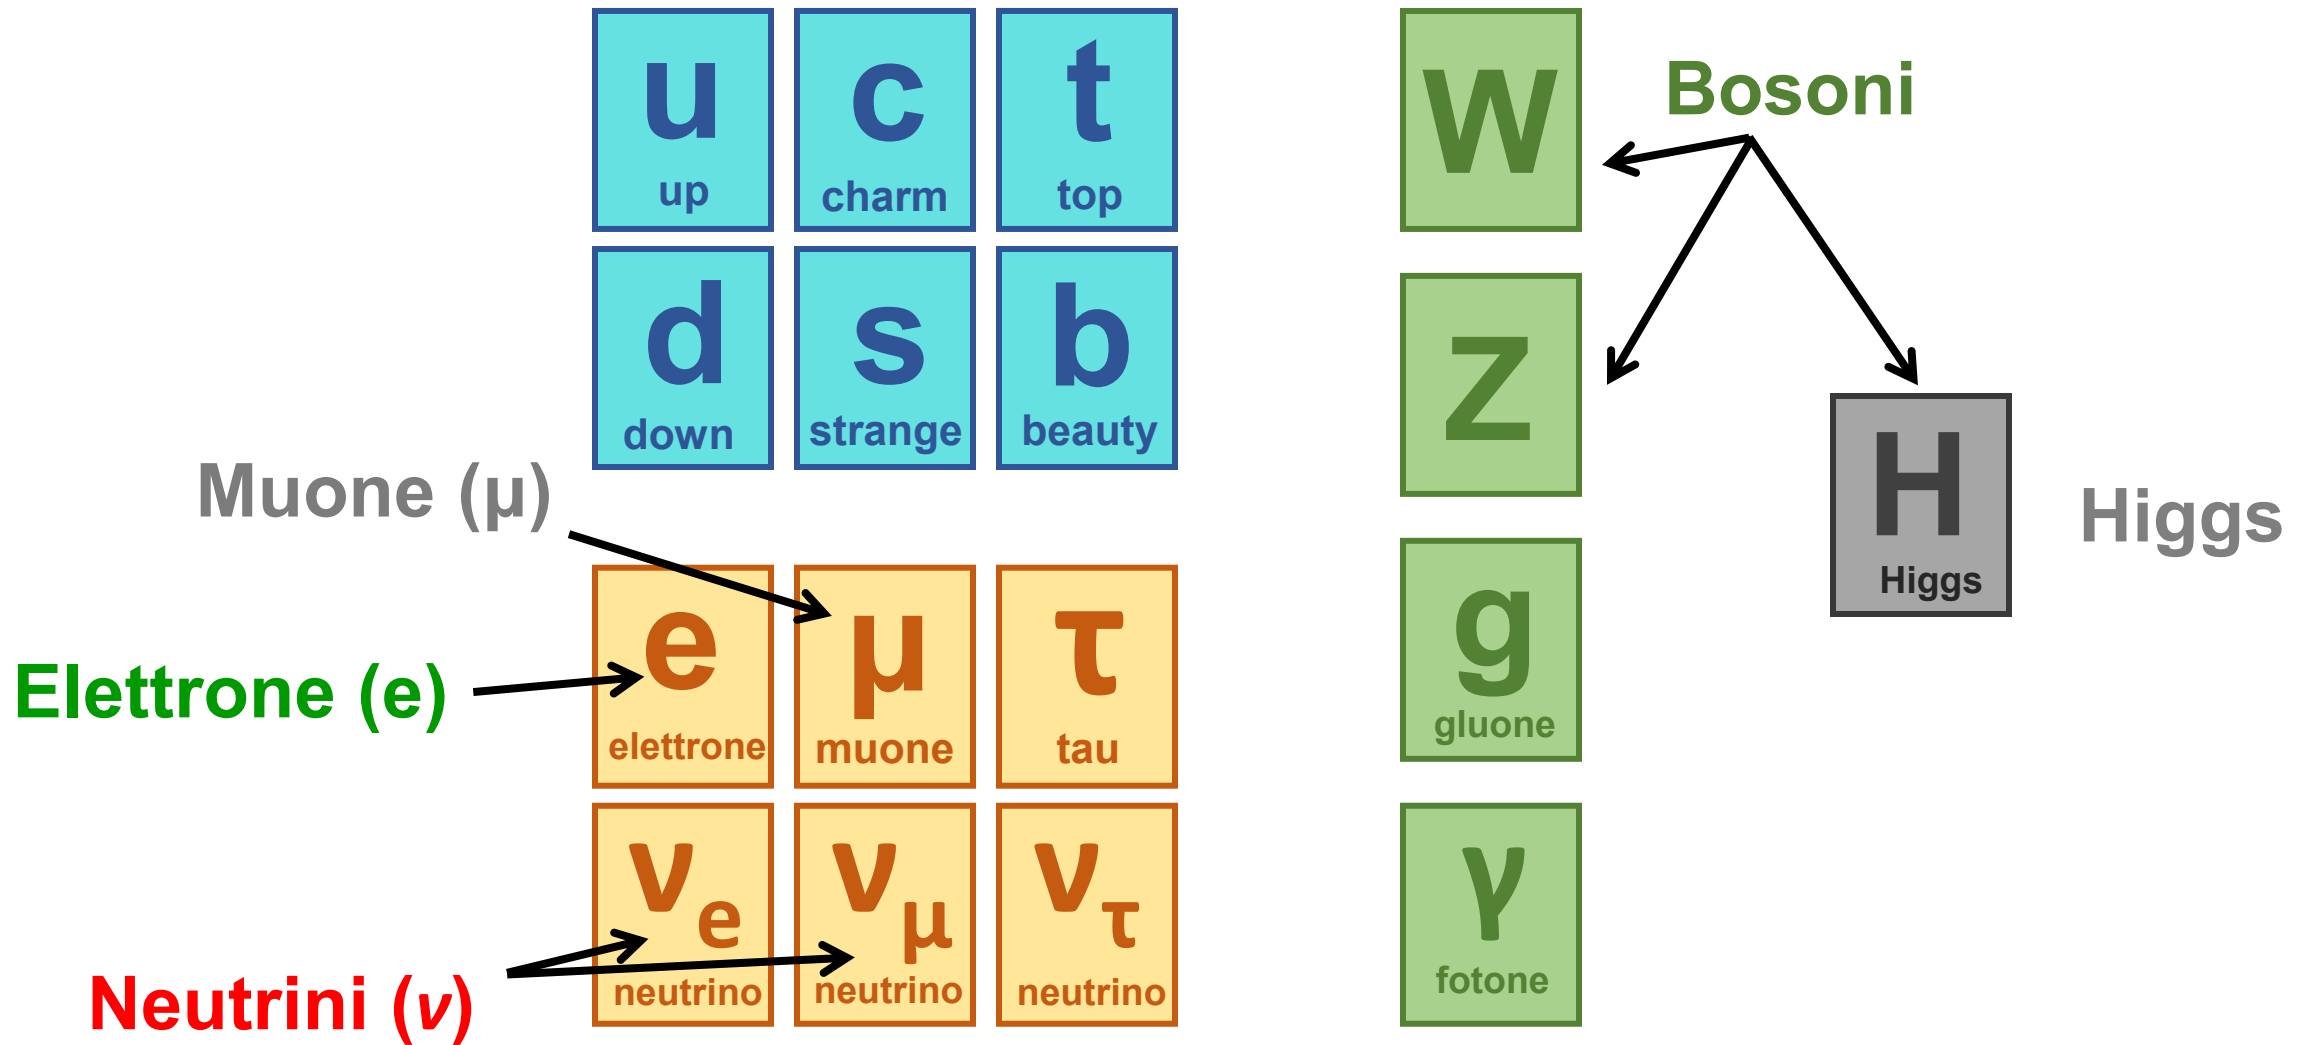 u
up
c
charm
t
top
W
Bosoni
d
down
s
strange
b
beauty
Z
Muone (μ)
H
Higgs
Higgs
e
elettrone
μ
muone
τ
tau
g
gluone
Elettrone (e)
νe
neutrino
νμ
neutrino
ντ
neutrino
γ
fotone
Neutrini (ν)